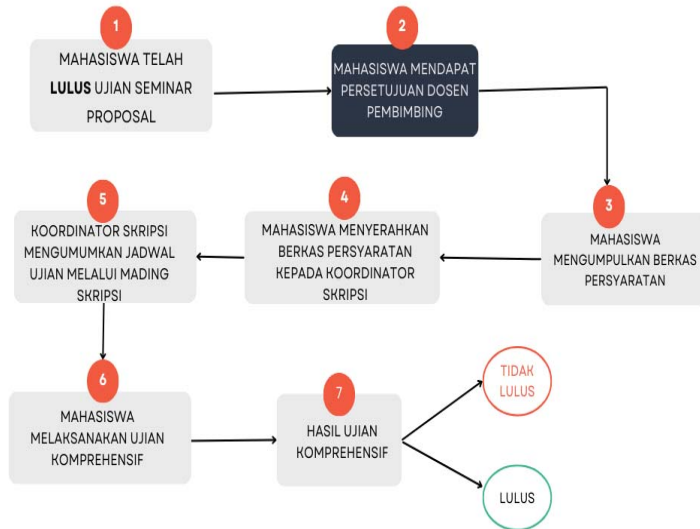 1
MAHASISWA TELAH
LULUS UJIAN SEMINAR
PROPOSAL
2
MAHASISWA MENDAPAT
PERSETUJUAN DOSEN
PEMBIMBING
3
MAHASISWA
MENGUMPULKAN BERKAS
PERSYARATAN
4
MAHASISWA MENYERAHKAN
BERKAS PERSYARATAN
KEPADA KOORDINATOR
SKRIPSI
5
KOORDINATOR SKRIPSI
MENGUMUMKAN JADWAL
UJIAN MELALUI MADING
SKRIPSI
6
MAHASISWA
MELAKSANAKAN UJIAN
KOMPREHENSIF
7
HASIL UJIAN
KOMPREHENSIF
TIDAK
LULUS
LULUS